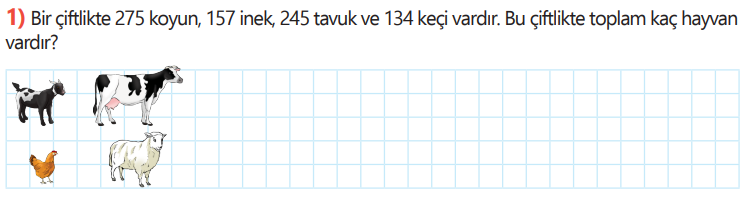 1) Bir çiftlikte 275 koyun, 157 inek, 245 tavuk ve 134 keçi vardır. Bu çiftlikte toplam kaç hayvan
vardır?